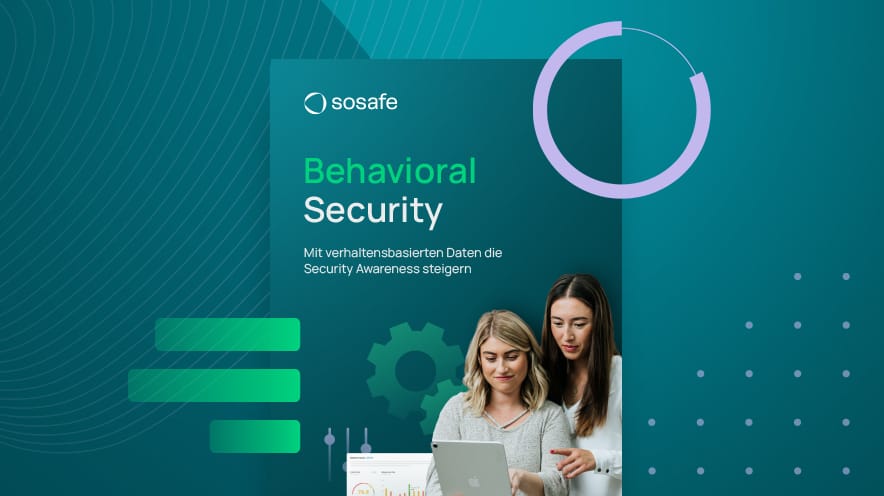 sosafe
Behavioral
Security
Mit verhaltensbasierten Daten die
Security Awareness steigern